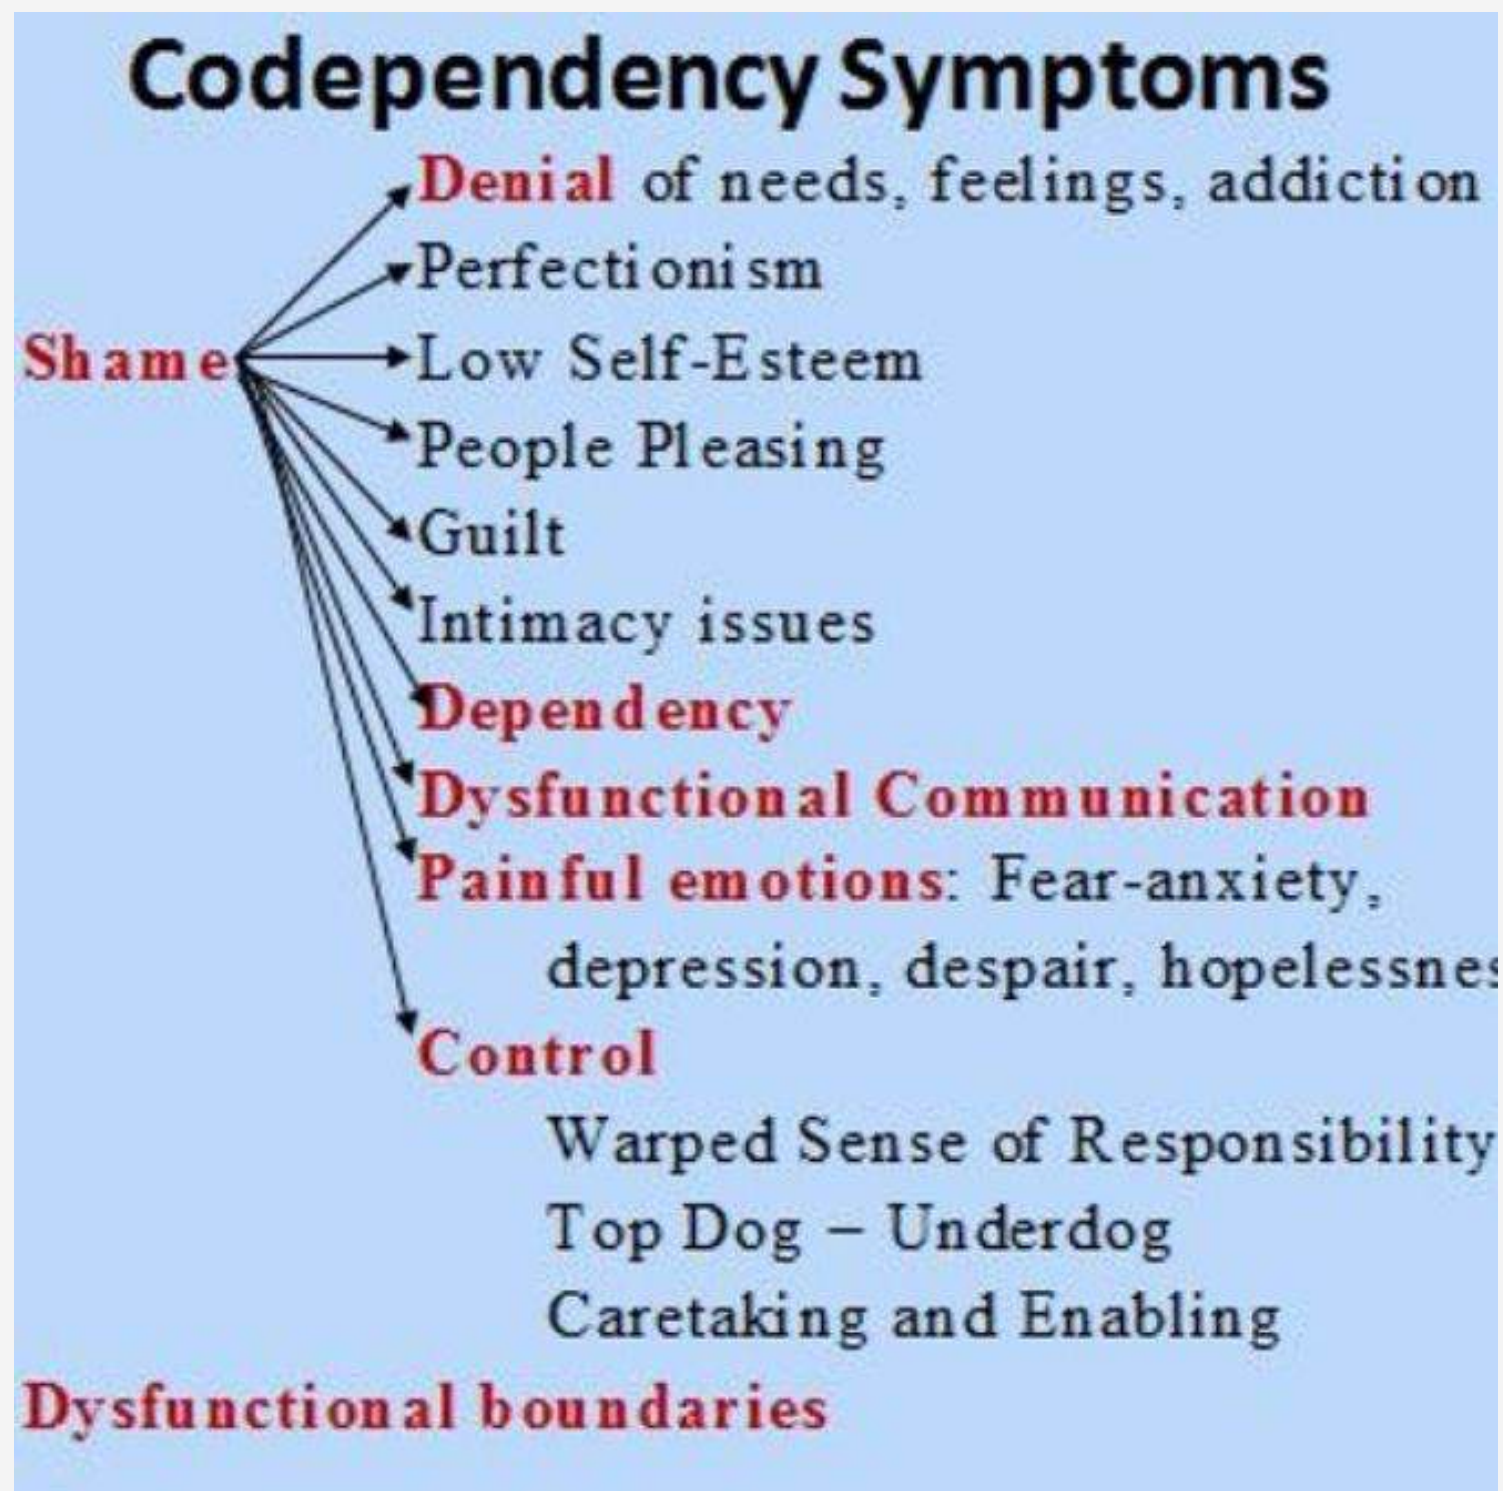 Codependency Symptoms
Denial of needs, feelings, addiction
Perfectionism
Shame Low Self-Esteem
People Pleasing
Guilt
Intimacy issues
Dependency
Dysfunctional Communication
Painful emotions: Fear-anxiety,
depression, despair, hopelessnes
Control
Warped Sense of Responsibility
Top Dog – Underdog
Caretaking and Enabling
Dysfunctional boundaries